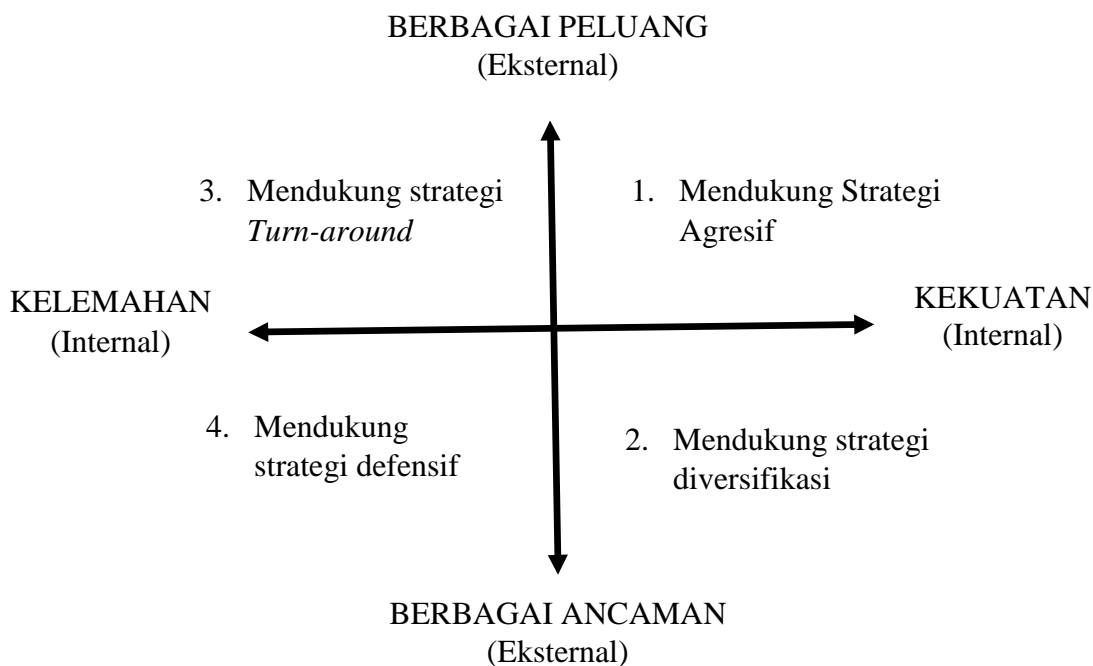 BERBAGAI PELUANG
(Eksternal)
3. Mendukung strategi
Turn-around
1. Mendukung Strategi
Agresif
KELEMAHAN
(Internal)
KEKUATAN
(Internal)
4. Mendukung
strategi defensif
2. Mendukung strategi
diversifikasi
BERBAGAI ANCAMAN
(Eksternal)